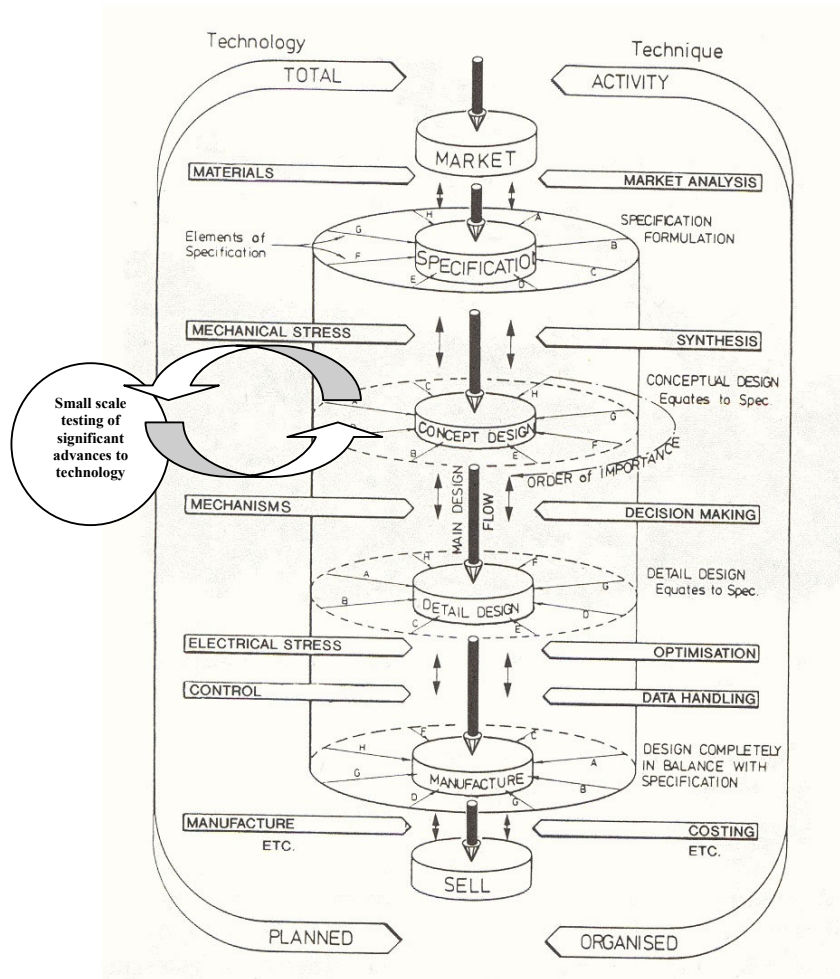 Technology
Technique
TOTAL
ACTIVITY
MARKET
MATERIALS
MARKET ANALYSIS
H
A
SPECIFICATION
FORMULATION
G
B
Elements of
Specification
F
SPECIFICATION
C
E
D
MECHANICAL STRESS
SYNTHESIS
C
H
CONCEPTUAL DESIGN
Equates to Spec.
A
G
Small scale
testing of
significant
advances to
technology
CONCEPT DESIGN
F
B
E
ORDER of IMPORTANCE
MAIN DESIGN
FLOW
MECHANISMS
DECISION MAKING
H
F
DETAIL DESIGN
Equates to Spec.
A
G
B
DETAIL DESIGN
D
C
E
ELECTRICAL STRESS
OPTIMISATION
CONTROL
DATA HANDLING
F
C
H
A
DESIGN COMPLETELY
IN BALANCE WITH
SPECIFICATION
G
MANUFACTURE
B
D
G
MANUFACTURE
COSTING
ETC.
ETC.
SELL
PLANNED
ORGANISED